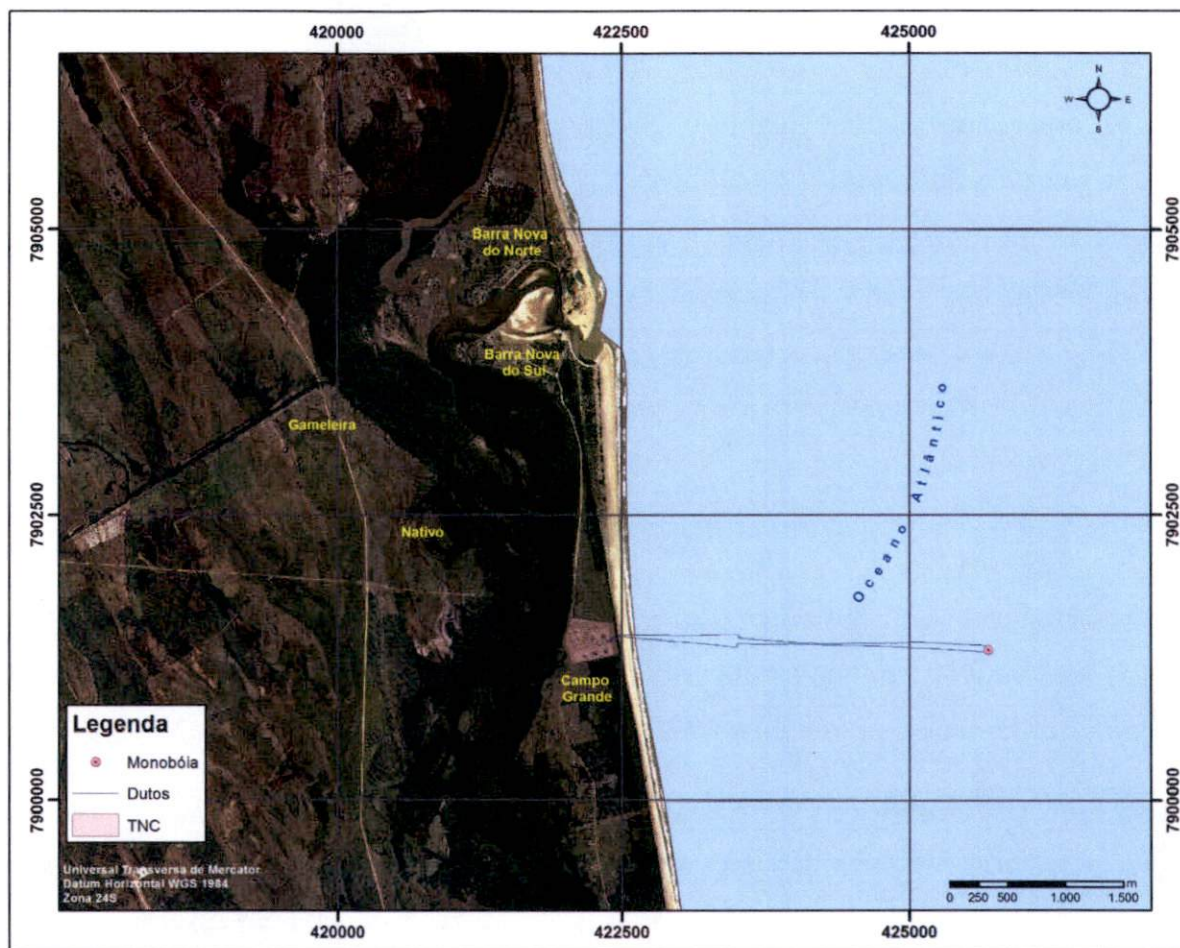 420000
422500
425000
N
W
E
S
7905000
7905000
Barra Nova
do Norte
Barra Nova
do Sul
Oceano Atlântico
Gameleira
7902500
7902500
Nativo
Campo
Grande
Legenda
Monobóia
Dutos
TNC
7900000
7900000
Universal Transversa de Mercator
Datum Horizontal WGS 1984
Zona 24S
m
0 250 500 1.000 1.500
420000
422500
425000